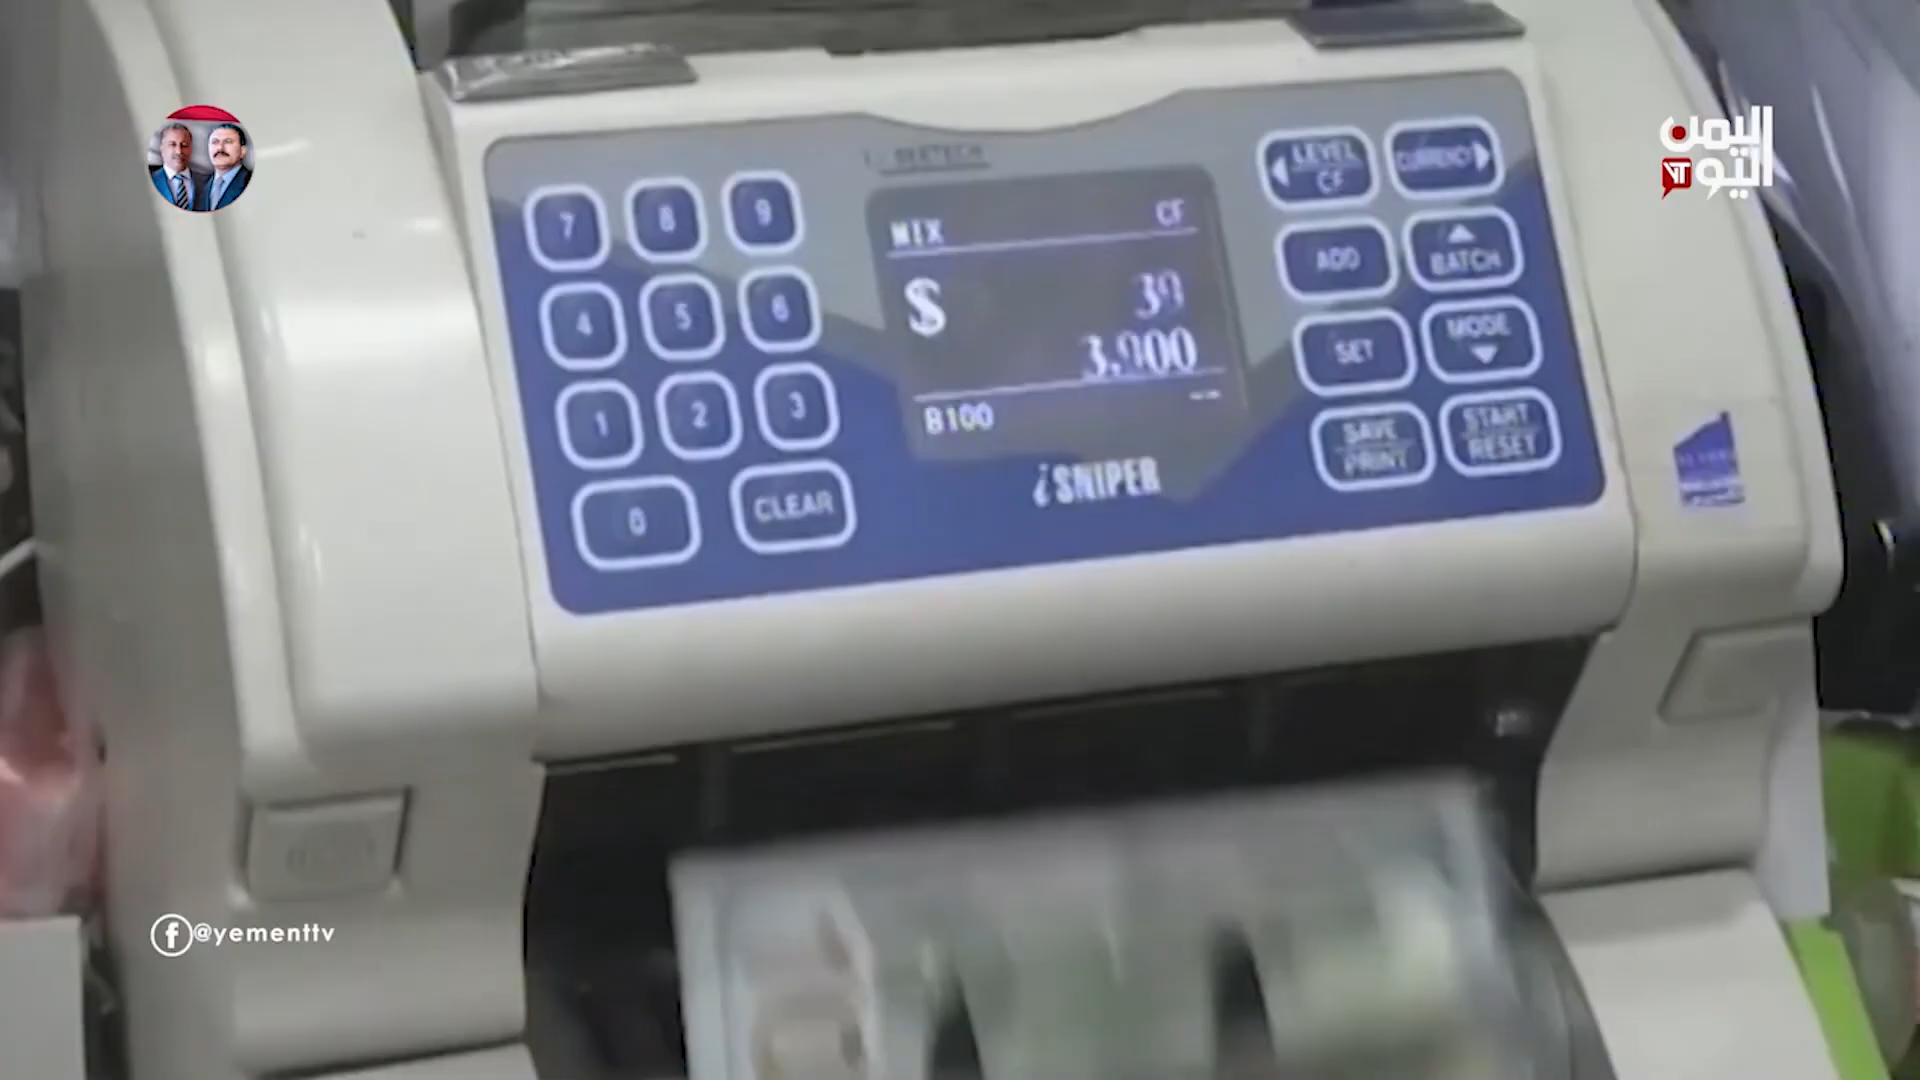 اليمن
اليوم
YT
7 8 9
4 5 6
1 2 3
0 CLEAR
MIX CF
$ 39
3,900
B100
iSNIPER
LEVEL
CF
CURRENCY
ADD
BATCH
SET
MODE
SAVE
PRINT
START
RESET
f @yementtv